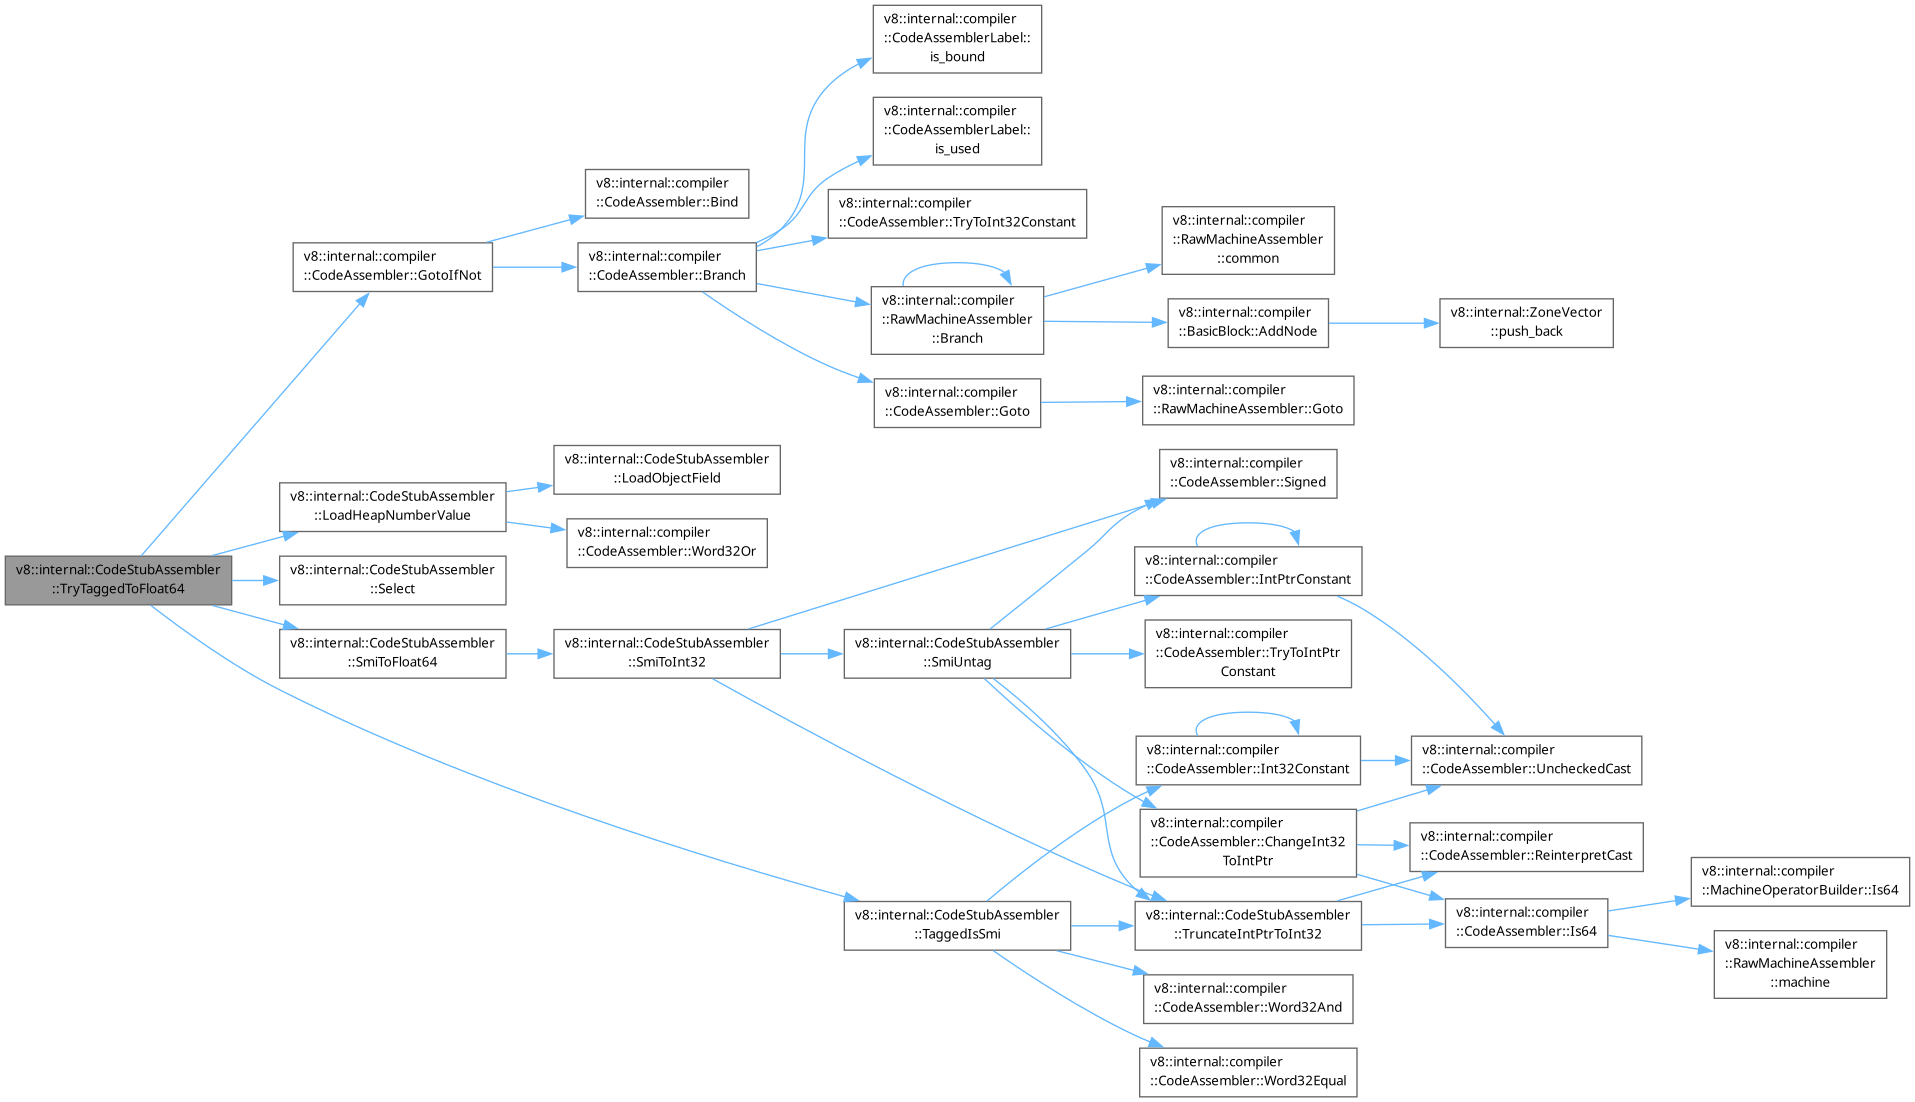 v8::internal::compiler
::CodeAssemblerLabel::
is_bound
v8::internal::compiler
::CodeAssemblerLabel::
is_used
v8::internal::compiler
::CodeAssembler::Bind
v8::internal::compiler
::CodeAssembler::TryToInt32Constant
v8::internal::compiler
::RawMachineAssembler
::common
v8::internal::compiler
::CodeAssembler::GotoIfNot
v8::internal::compiler
::CodeAssembler::Branch
v8::internal::compiler
::RawMachineAssembler
::Branch
v8::internal::compiler
::BasicBlock::AddNode
v8::internal::ZoneVector
::push_back
v8::internal::compiler
::CodeAssembler::Goto
v8::internal::compiler
::RawMachineAssembler::Goto
v8::internal::CodeStubAssembler
::LoadObjectField
v8::internal::compiler
::CodeAssembler::Signed
v8::internal::CodeStubAssembler
::LoadHeapNumberValue
v8::internal::compiler
::CodeAssembler::Word32Or
v8::internal::compiler
::CodeAssembler::IntPtrConstant
v8::internal::CodeStubAssembler
::TryTaggedToFloat64
v8::internal::CodeStubAssembler
::Select
v8::internal::CodeStubAssembler
::SmiToFloat64
v8::internal::CodeStubAssembler
::SmiToInt32
v8::internal::CodeStubAssembler
::SmiUntag
v8::internal::compiler
::CodeAssembler::TryToIntPtr
Constant
v8::internal::compiler
::CodeAssembler::Int32Constant
v8::internal::compiler
::CodeAssembler::UncheckedCast
v8::internal::compiler
::CodeAssembler::ChangeInt32
ToIntPtr
v8::internal::compiler
::CodeAssembler::ReinterpretCast
v8::internal::compiler
::MachineOperatorBuilder::Is64
v8::internal::CodeStubAssembler
::TaggedIsSmi
v8::internal::CodeStubAssembler
::TruncateIntPtrToInt32
v8::internal::compiler
::CodeAssembler::Is64
v8::internal::compiler
::RawMachineAssembler
::machine
v8::internal::compiler
::CodeAssembler::Word32And
v8::internal::compiler
::CodeAssembler::Word32Equal